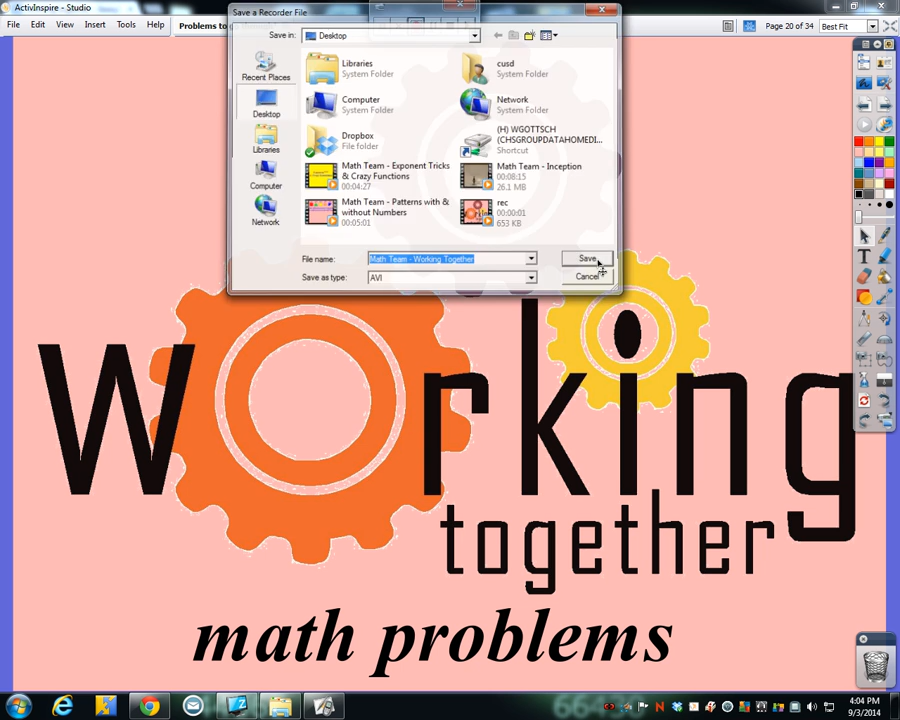 ActivInspire - Studio
File Edit View Insert Tools Help
Problems to
Page 20 of 34
Best Fit
Save a Recorder File
Save in: Desktop
Recent Places
Desktop
Libraries
Computer
Network
Libraries
System Folder
cusd
System Folder
Computer
System Folder
Network
System Folder
Dropbox
File folder
(H) WGOTTSCH
(CHSGROUPDATAHOMEDI...
Shortcut
Math Team - Exponent Tricks
& Crazy Functions
00:04:27
Math Team - Inception
00:08:15
26.1 MB
Math Team - Patterns with &
without Numbers
00:05:01
rec
00:00:01
653 KB
File name: Math Team - Working Together
Save
Save as type: AVI
Cancel
working
together
math problems
4:04 PM
9/3/2014